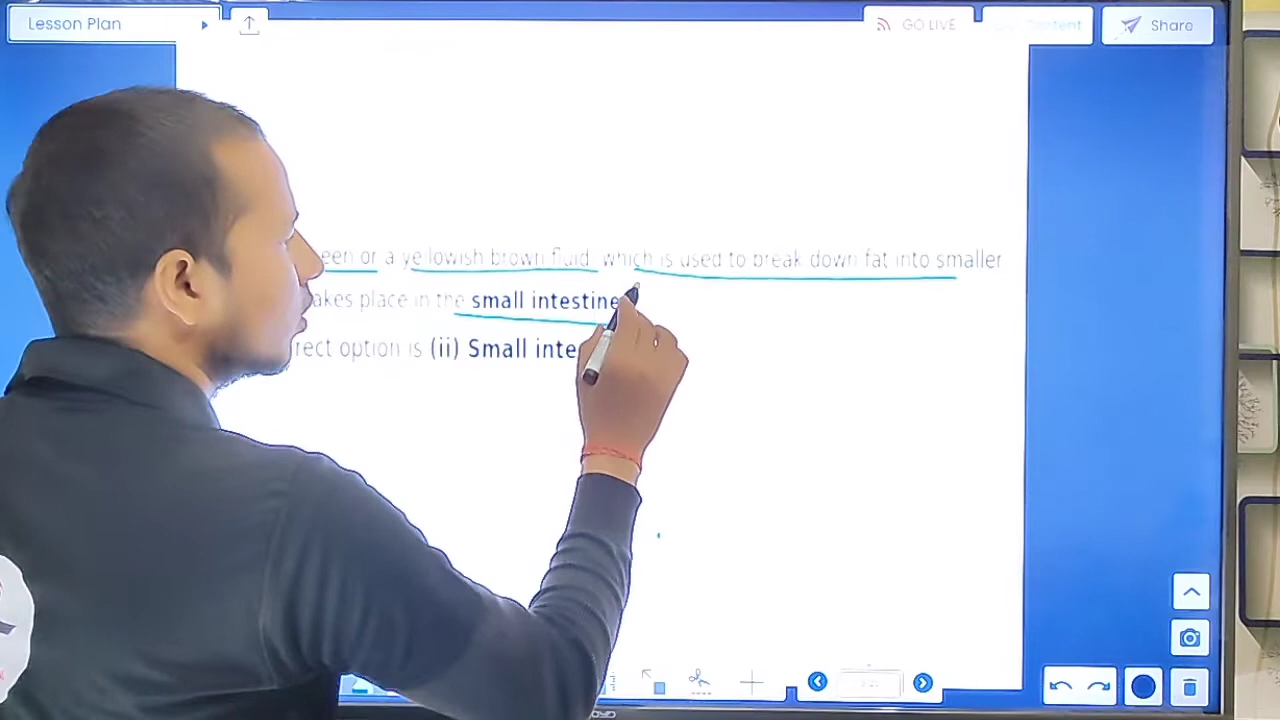 Lesson Plan
GO LIVE
Share
een or a yellowish brown fluid, which is used to break down fat into smaller
akes place in the small intestine
rect option is (ii) Small inte